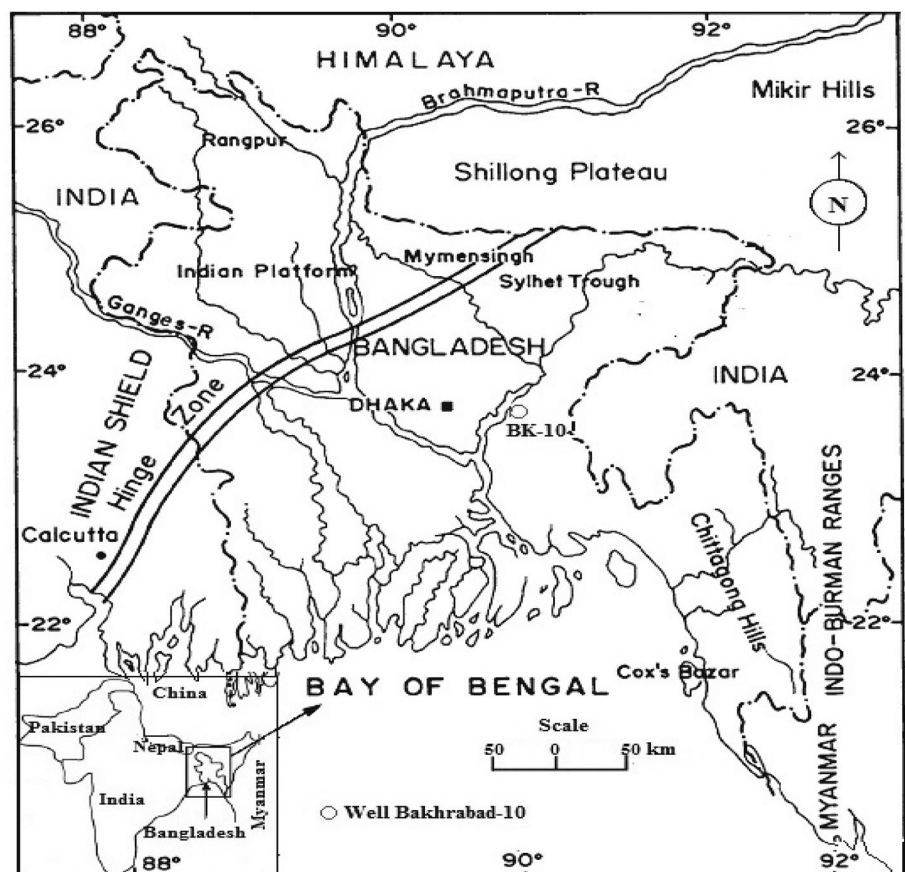 88° 90° 92°
HIMALAYA
Brahmaputra-R
Mikir Hills
26° 26°
Rangpur
Shillong Plateau
INDIA
N
Mymensingh
Indian Platform
Sylhet Trough
Ganges-R
BANGLADESH
24° 24°
INDIA
DHAKA
BK-10
INDIAN SHIELD
Hinge Zone
Calcutta
Chittagong Hills
INDO-BURMAN RANGES
MYANMAR
22° 22°
Cox's Bazar
BAY OF BENGAL
China
Pakistan
Nepal
India
Myanmar
Bangladesh
Scale
50 0 50 km
Well Bakhrabad-10
88° 90° 92°